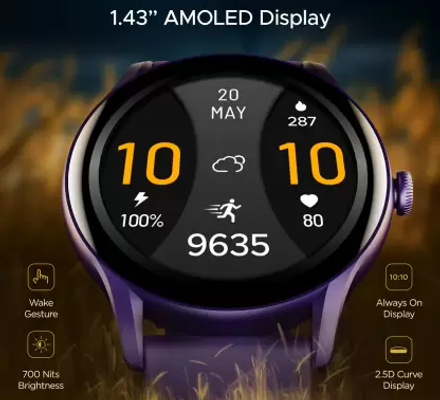 1.43” AMOLED Display
20
MAY
287
10
10
100%
80
9635
Wake
Gesture
10:10
Always On
Display
700 Nits
Brightness
2.5D Curve
Display